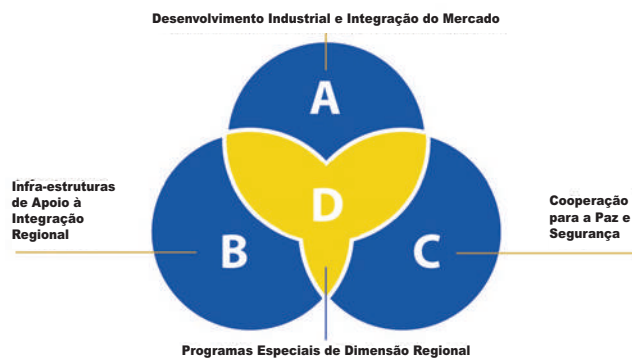 Desenvolvimento Industrial e Integração do Mercado
A
Infra-estruturas
de Apoio à
Integração
Regional
D
B
C
Cooperação
para a Paz e
Segurança
Programas Especiais de Dimensão Regional